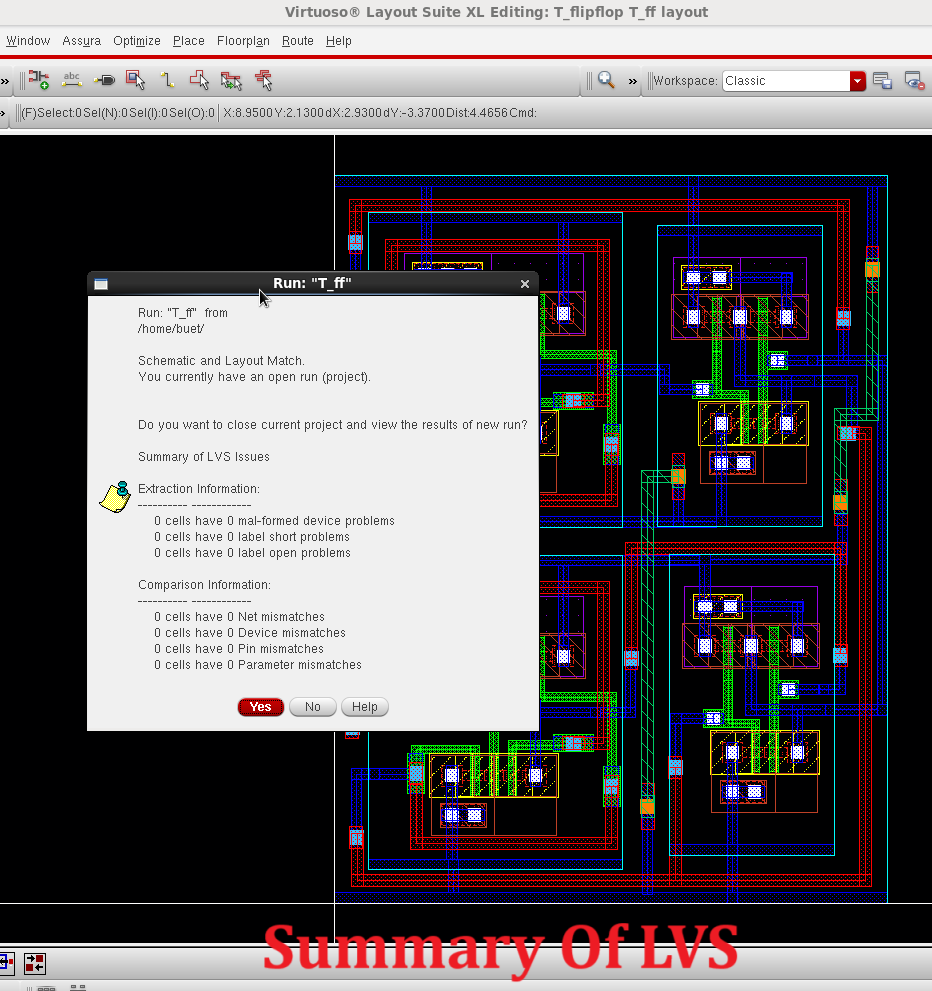 Virtuoso® Layout Suite XL Editing: T_flipflop T_ff layout
Window Assura Optimize Place Floorplan Route Help
» abc » Workspace: Classic
(F)Select:0 Sel(N):0 Sel(I):0 Sel(O):0 X:8.9500 Y:2.1300 dX:2.9300 dY:-3.3700 Dist:4.4656 Cmd:
Run: "T_ff"
Run: "T_ff" from
/home/buet/
Schematic and Layout Match.
You currently have an open run (project).
Do you want to close current project and view the results of new run?
Summary of LVS Issues
Extraction Information:
---------- ------------
0 cells have 0 mal-formed device problems
0 cells have 0 label short problems
0 cells have 0 label open problems
Comparison Information:
---------- ------------
0 cells have 0 Net mismatches
0 cells have 0 Device mismatches
0 cells have 0 Pin mismatches
0 cells have 0 Parameter mismatches
Yes No Help
Summary Of LVS